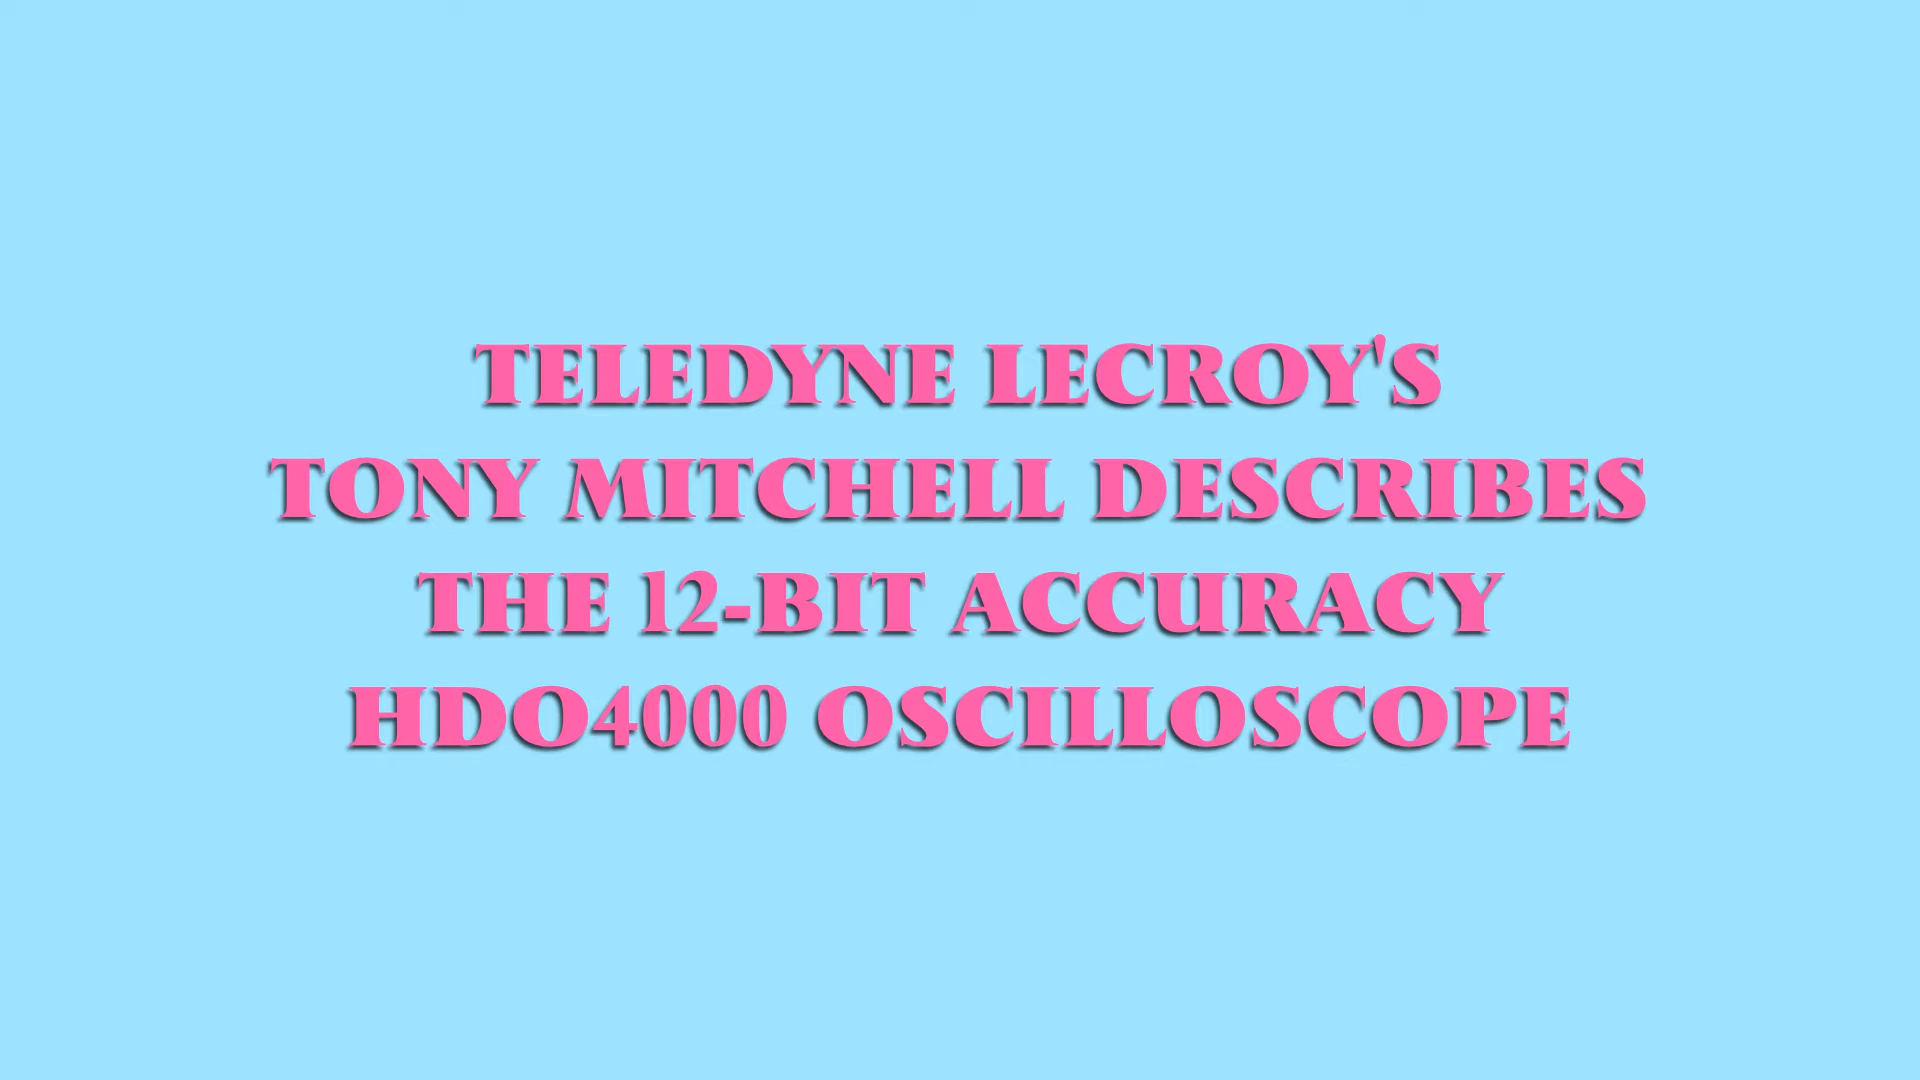 TELEDYNE LECROY'S
TONY MITCHELL DESCRIBES
THE 12-BIT ACCURACY
HDO4000 OSCILLOSCOPE